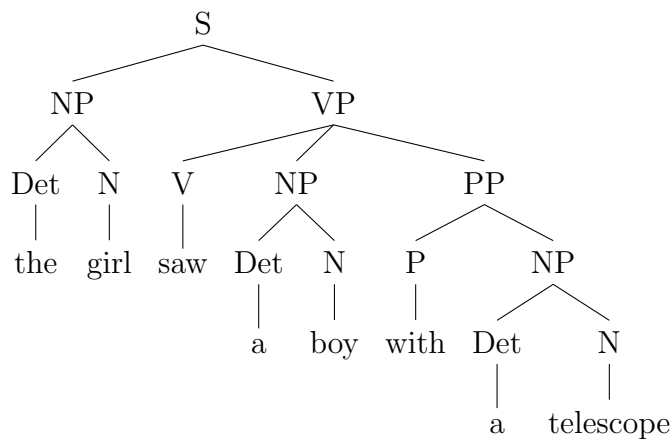 S
NP VP
Det N V NP PP
the girl saw Det N P NP
a boy with Det N
a telescope